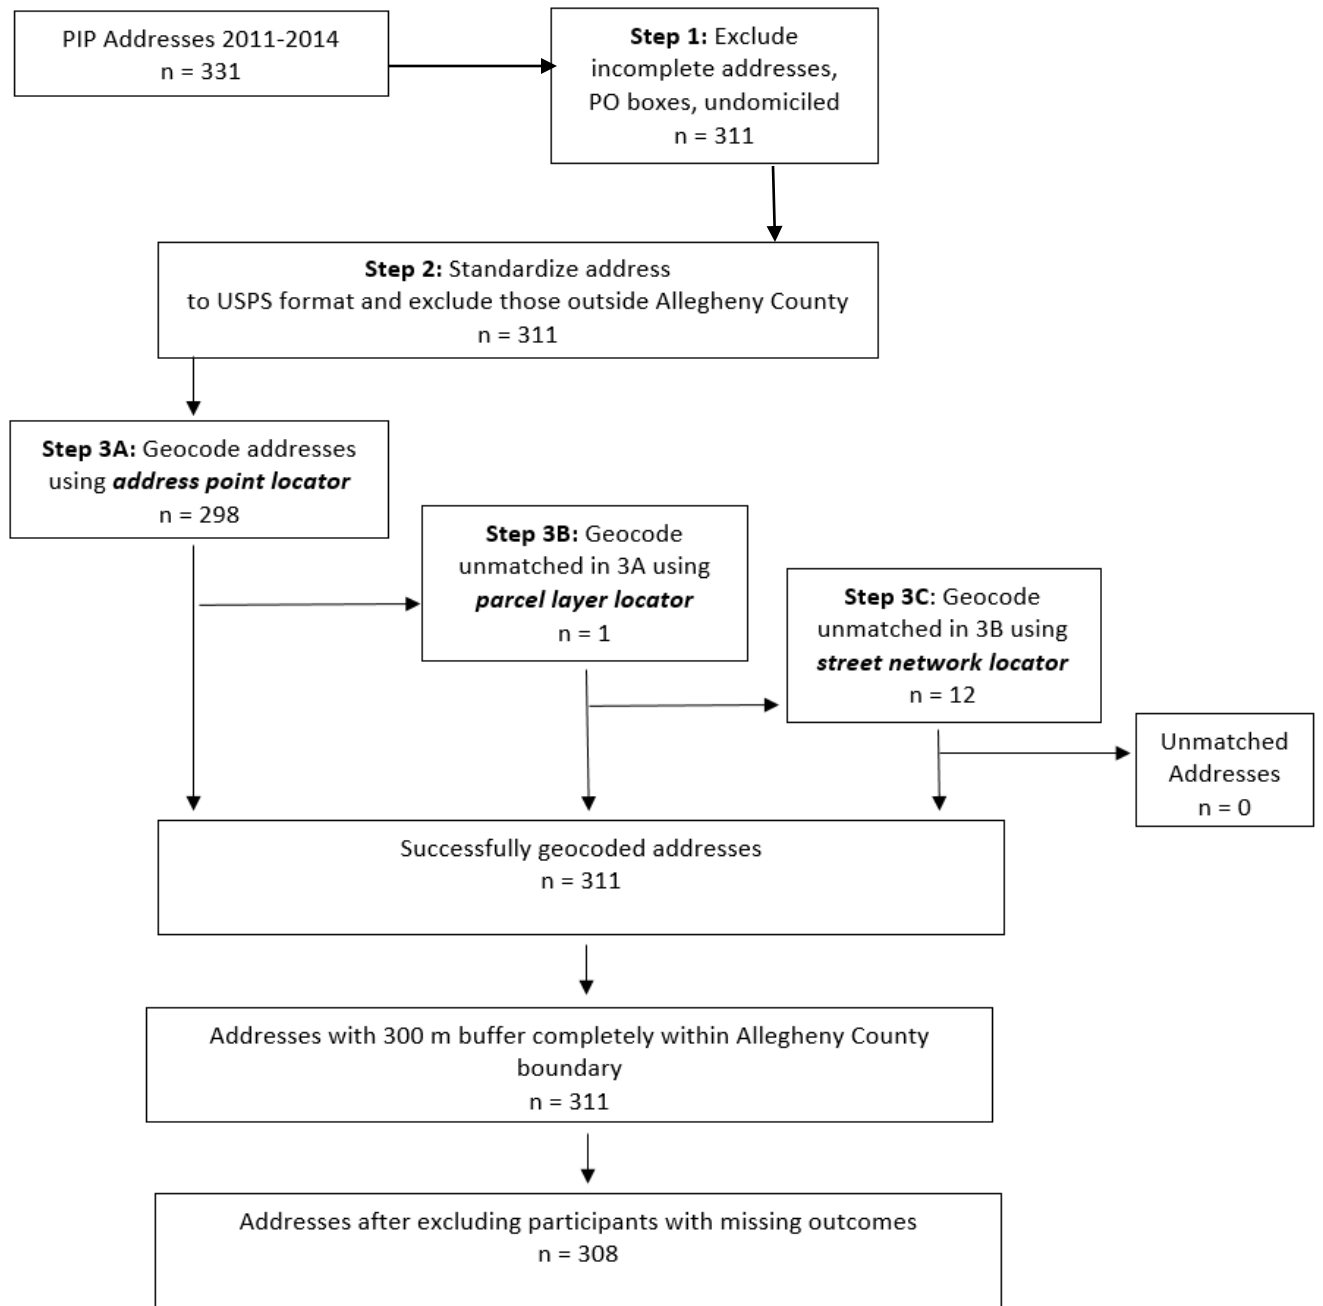 PIP Addresses 2011-2014
n = 331
Step 1: Exclude
incomplete addresses,
PO boxes, undomiciled
n = 311
Step 2: Standardize address
to USPS format and exclude those outside Allegheny County
n = 311
Step 3A: Geocode addresses
using address point locator
n = 298
Step 3B: Geocode
unmatched in 3A using
parcel layer locator
n = 1
Step 3C: Geocode
unmatched in 3B using
street network locator
n = 12
Unmatched
Addresses
n = 0
Successfully geocoded addresses
n = 311
Addresses with 300 m buffer completely within Allegheny County
boundary
n = 311
Addresses after excluding participants with missing outcomes
n = 308